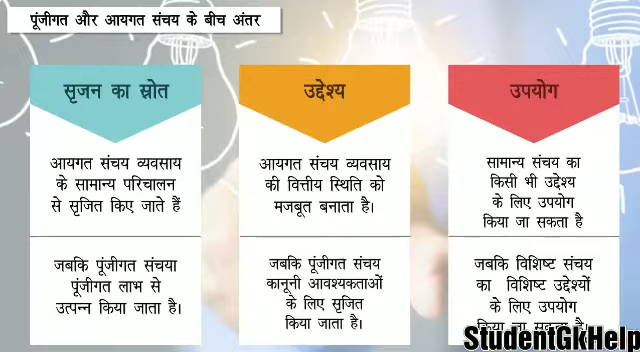 पूंजीगत और आयगत संचय के बीच अंतर
सृजन का स्रोत
आयगत संचय व्यवसाय
के सामान्य परिचालन
से सृजित किए जाते हैं
जबकि पूंजीगत संचया
पूंजीगत लाभ से
उत्पन्न किया जाता है।
उद्देश्य
आयगत संचय व्यवसाय
की वित्तीय स्थिति को
मजबूत बनाता है।
जबकि पूंजीगत संचय
कानूनी आवश्यकताओं
के लिए सृजित
किया जाता है।
उपयोग
सामान्य संचय का
किसी भी उद्देश्य
के लिए उपयोग
किया जा सकता है
जबकि विशिष्ट संचय
का विशिष्ट उद्देश्यों
के लिए उपयोग
किया जा सकता है।
StudentGkHelp